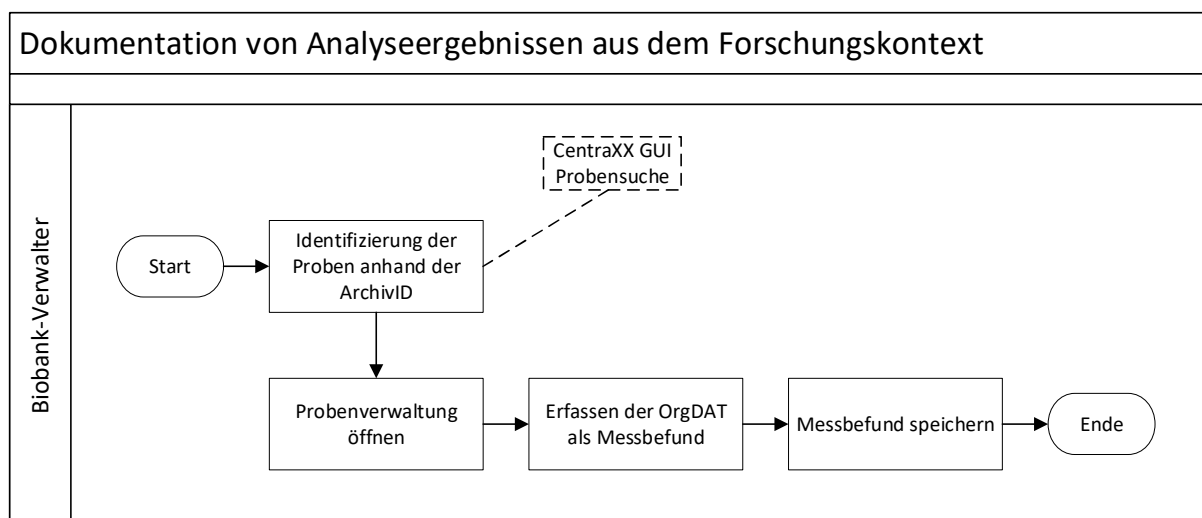 Dokumentation von Analyseergebnissen aus dem Forschungskontext
Biobank-Verwalter
CentraXX GUI
Probensuche
Start
Identifizierung der
Proben anhand der
ArchivID
Probenverwaltung
öffnen
Erfassen der OrgDAT
als Messbefund
Messbefund speichern
Ende